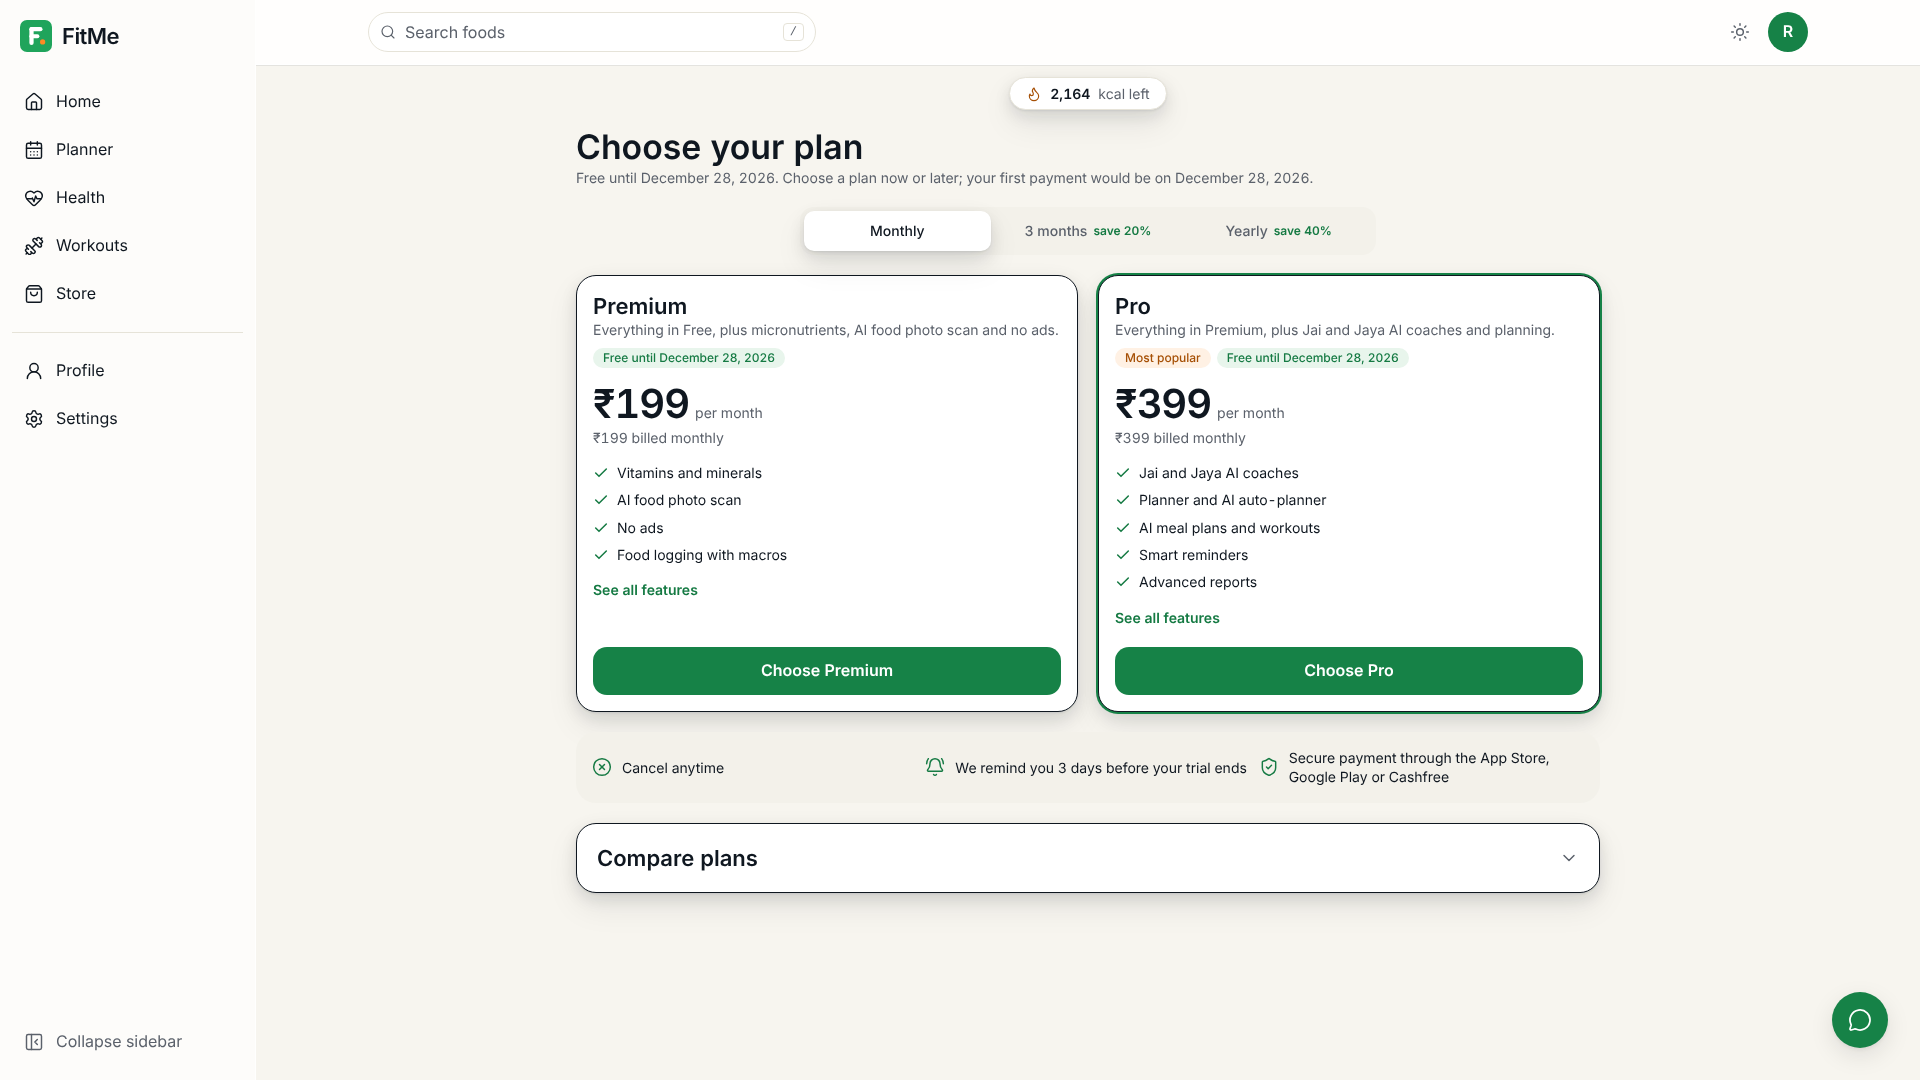 FitMe
Search foods
/
R
Home
Planner
Health
Workouts
Store
Profile
Settings
Collapse sidebar
2,164 kcal left
Choose your plan
Free until December 28, 2026. Choose a plan now or later; your first payment would be on December 28, 2026.
Monthly
3 months save 20%
Yearly save 40%
Premium
Everything in Free, plus micronutrients, AI food photo scan and no ads.
Free until December 28, 2026
₹199 per month
₹199 billed monthly
Vitamins and minerals
AI food photo scan
No ads
Food logging with macros
See all features
Choose Premium
Pro
Everything in Premium, plus Jai and Jaya AI coaches and planning.
Most popular
Free until December 28, 2026
₹399 per month
₹399 billed monthly
Jai and Jaya AI coaches
Planner and AI auto-planner
AI meal plans and workouts
Smart reminders
Advanced reports
See all features
Choose Pro
Cancel anytime
We remind you 3 days before your trial ends
Secure payment through the App Store,
Google Play or Cashfree
Compare plans